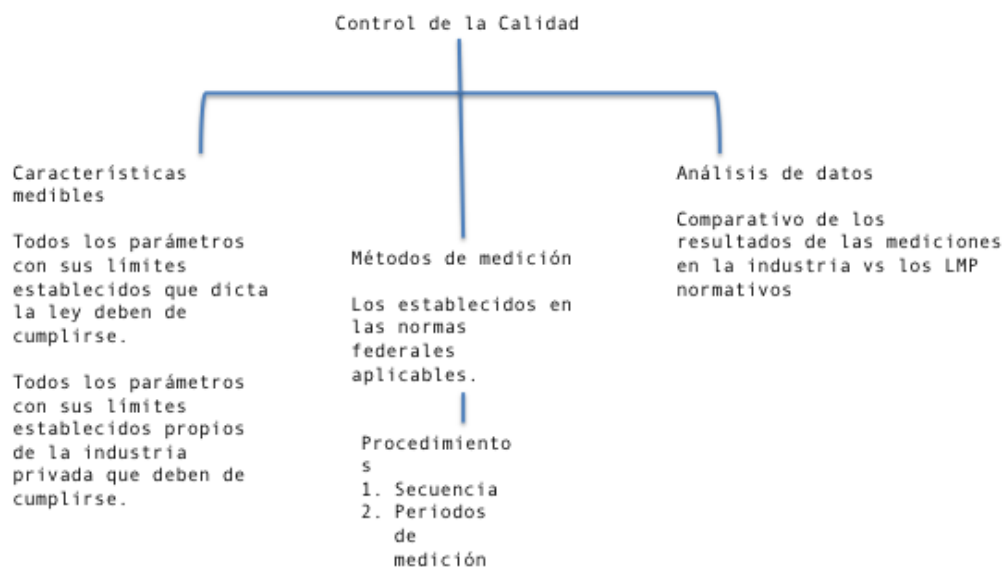 Control de la Calidad
Características
medibles
Todos los parámetros
con sus límites
establecidos que dicta
la ley deben de
cumplirse.
Todos los parámetros
con sus límites
establecidos propios
de la industria
privada que deben de
cumplirse.
Métodos de medición
Los establecidos en
las normas
federales
aplicables.
Procedimiento
s
1. Secuencia
2. Periodos
de
medición
Análisis de datos
Comparativo de los
resultados de las mediciones
en la industria vs los LMP
normativos